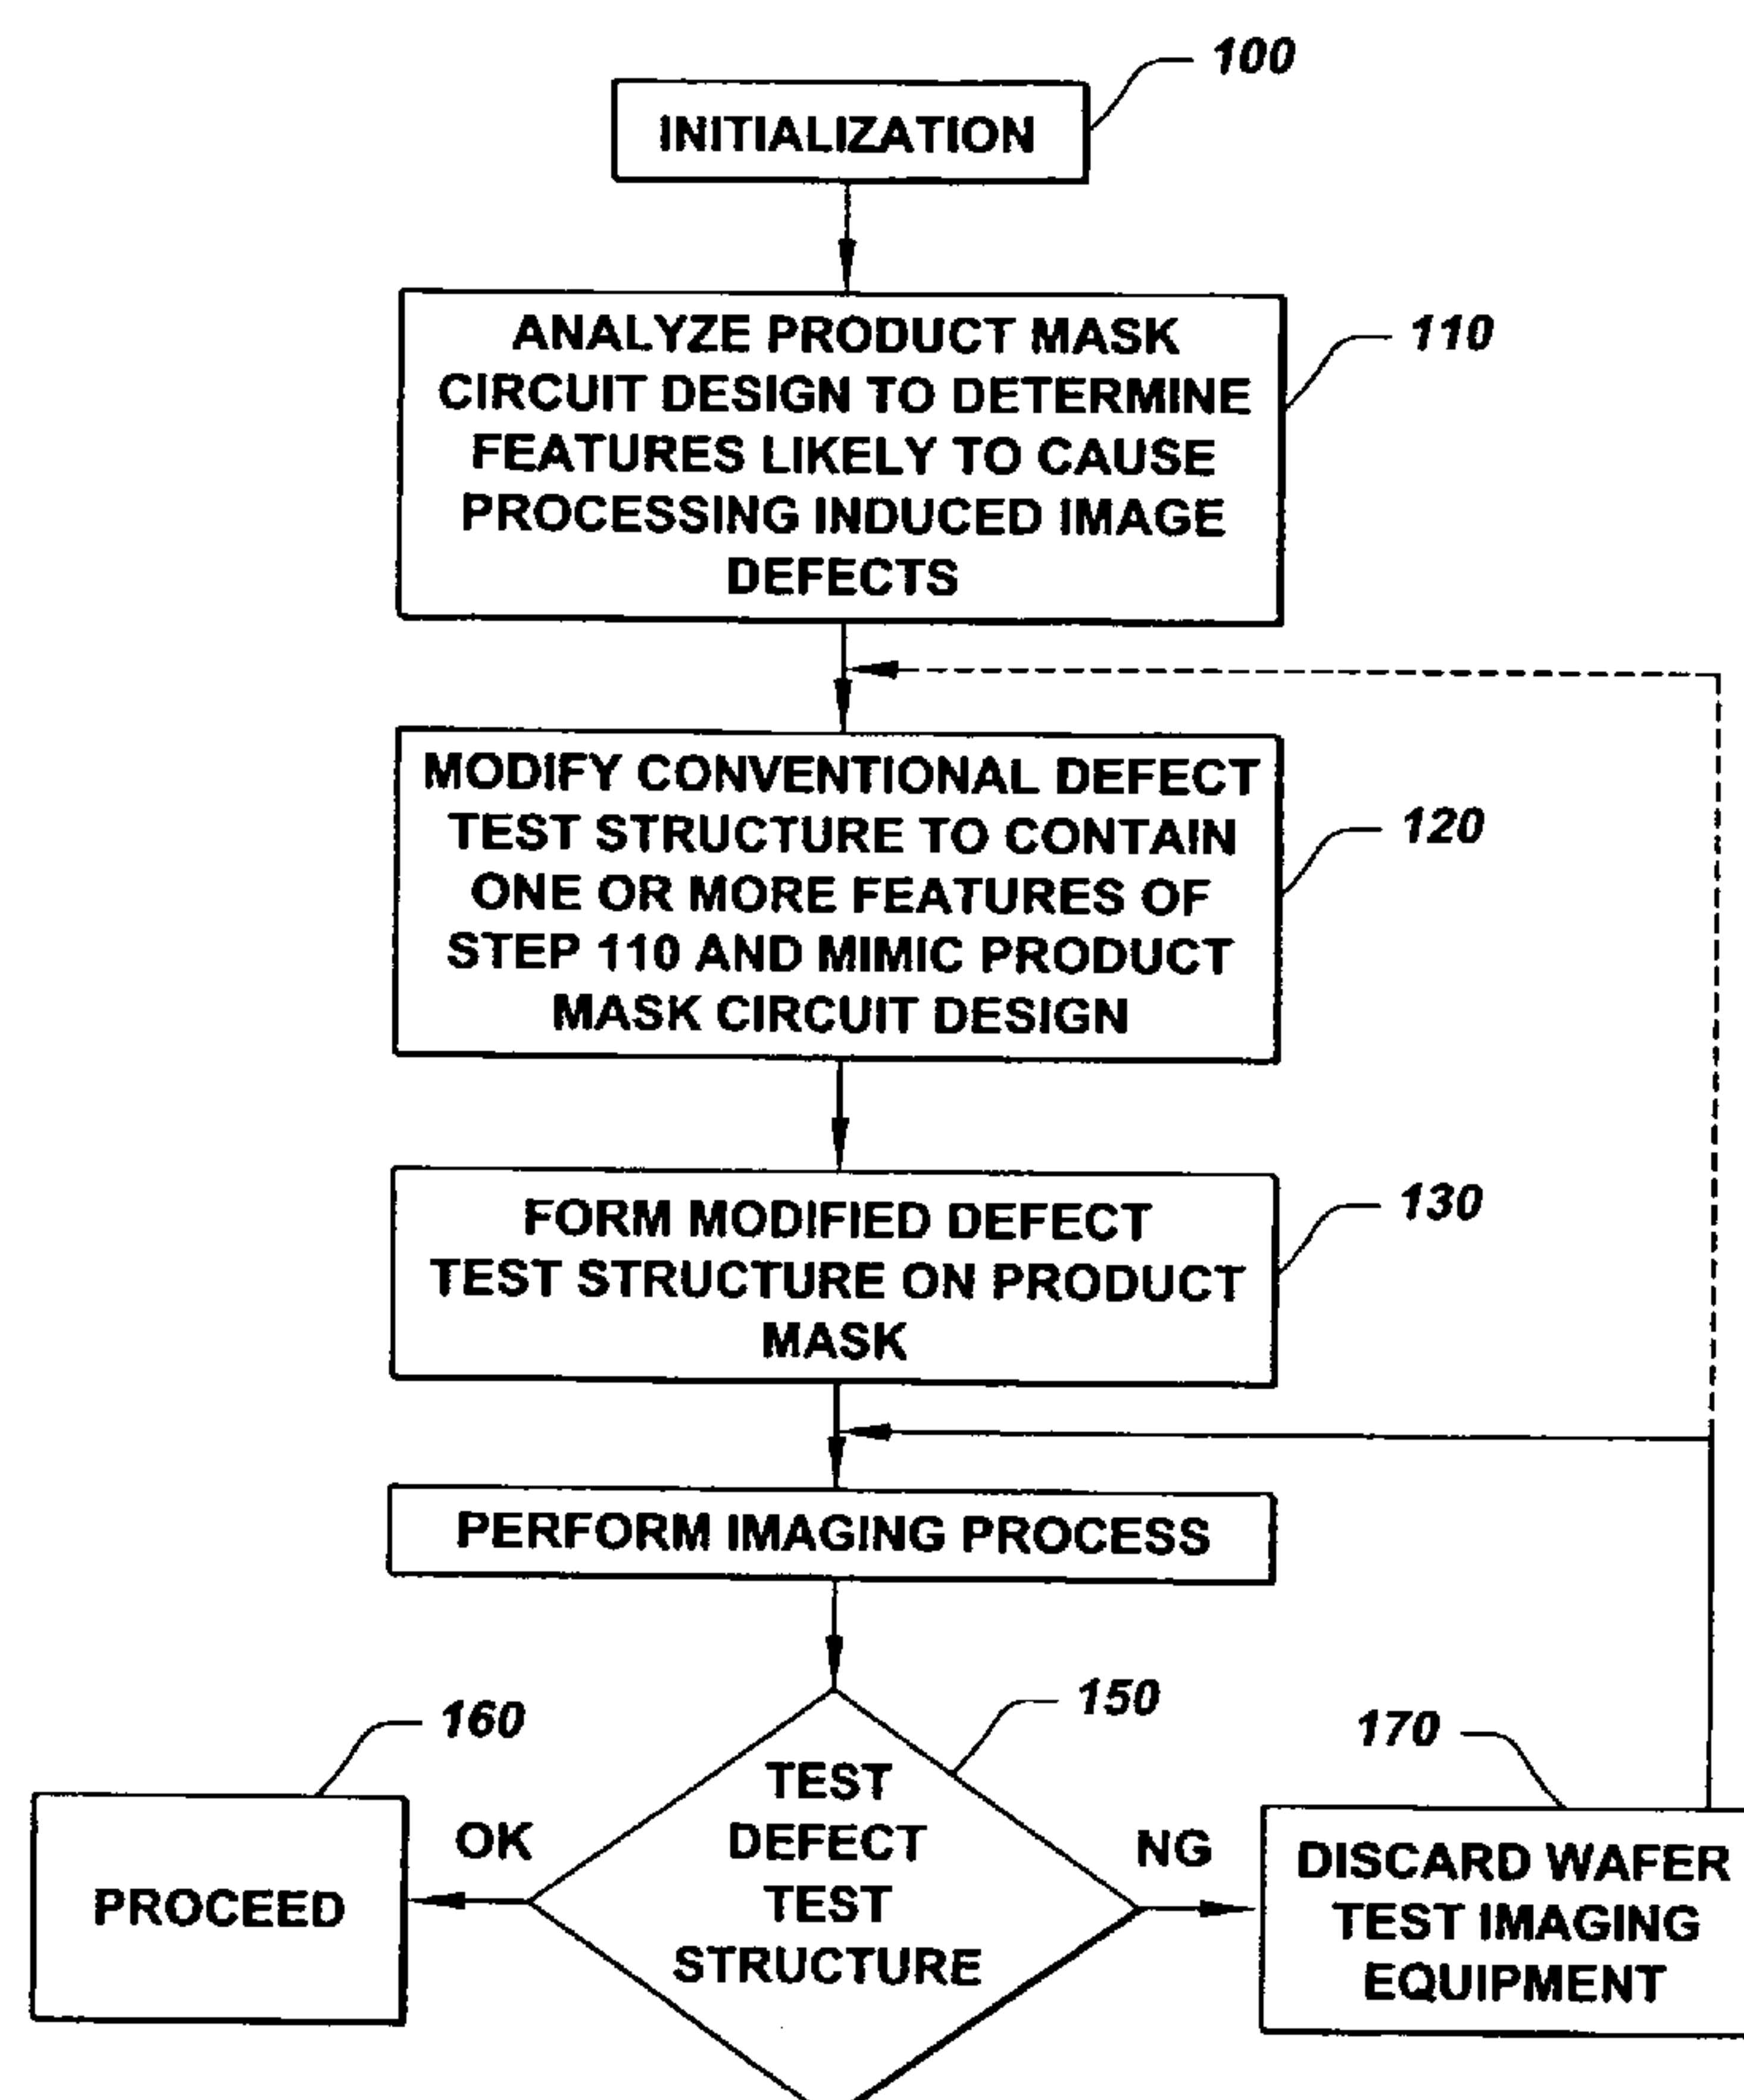 100
INITIALIZATION
110
ANALYZE PRODUCT MASK
CIRCUIT DESIGN TO DETERMINE
FEATURES LIKELY TO CAUSE
PROCESSING INDUCED IMAGE
DEFECTS
MODIFY CONVENTIONAL DEFECT
TEST STRUCTURE TO CONTAIN
ONE OR MORE FEATURES OF
STEP 110 AND MIMIC PRODUCT
MASK CIRCUIT DESIGN
120
FORM MODIFIED DEFECT
TEST STRUCTURE ON PRODUCT
MASK
130
PERFORM IMAGING PROCESS
150
TEST
DEFECT
TEST
STRUCTURE
160
OK
PROCEED
170
NG
DISCARD WAFER
TEST IMAGING
EQUIPMENT